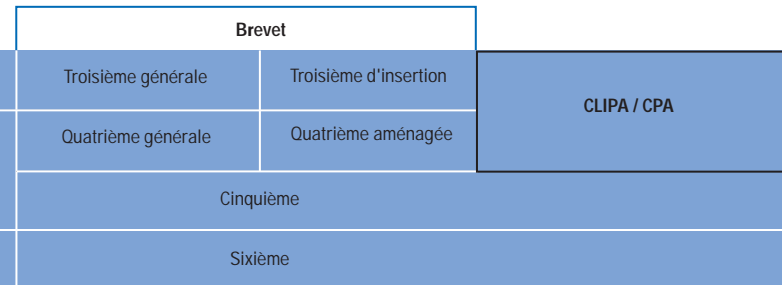 Brevet
Troisième générale
Troisième d'insertion
CLIPA / CPA
Quatrième générale
Quatrième aménagée
Cinquième
Sixième